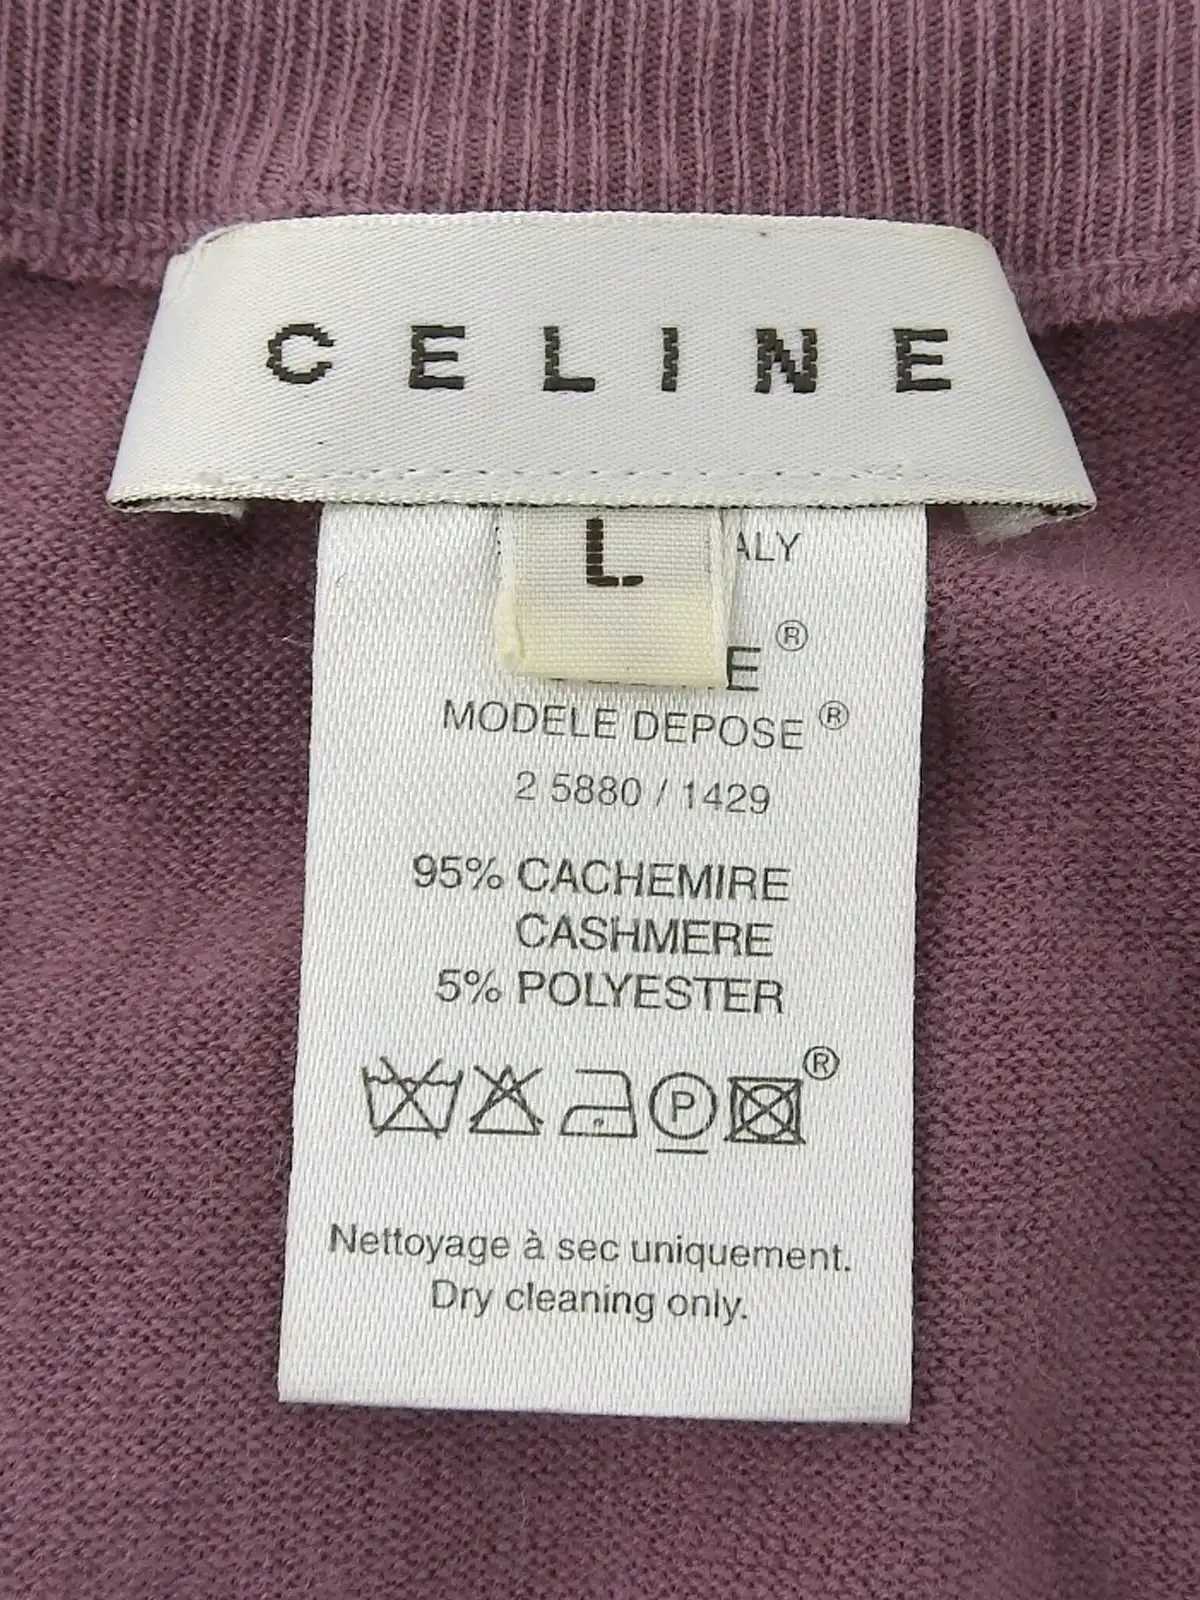 CELINE
L
MODELE DEPOSE ®
2 5880 / 1429
95% CACHEMIRE
CASHMERE
5% POLYESTER
P ®
Nettoyage à sec uniquement.
Dry cleaning only.